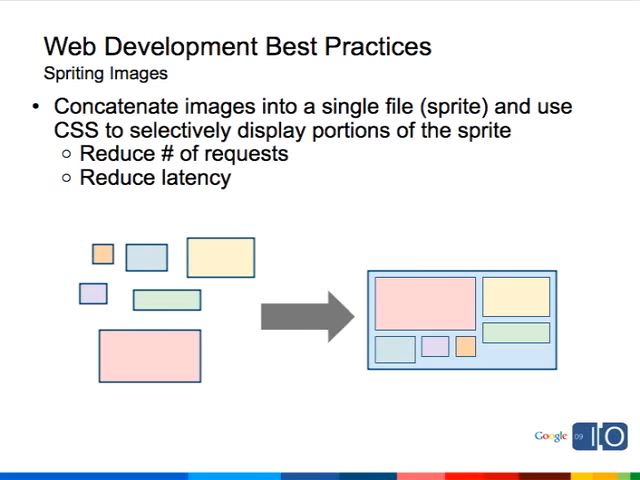 Web Development Best Practices
Spriting Images
• Concatenate images into a single file (sprite) and use
CSS to selectively display portions of the sprite
○ Reduce # of requests
○ Reduce latency
Google 09 I|O